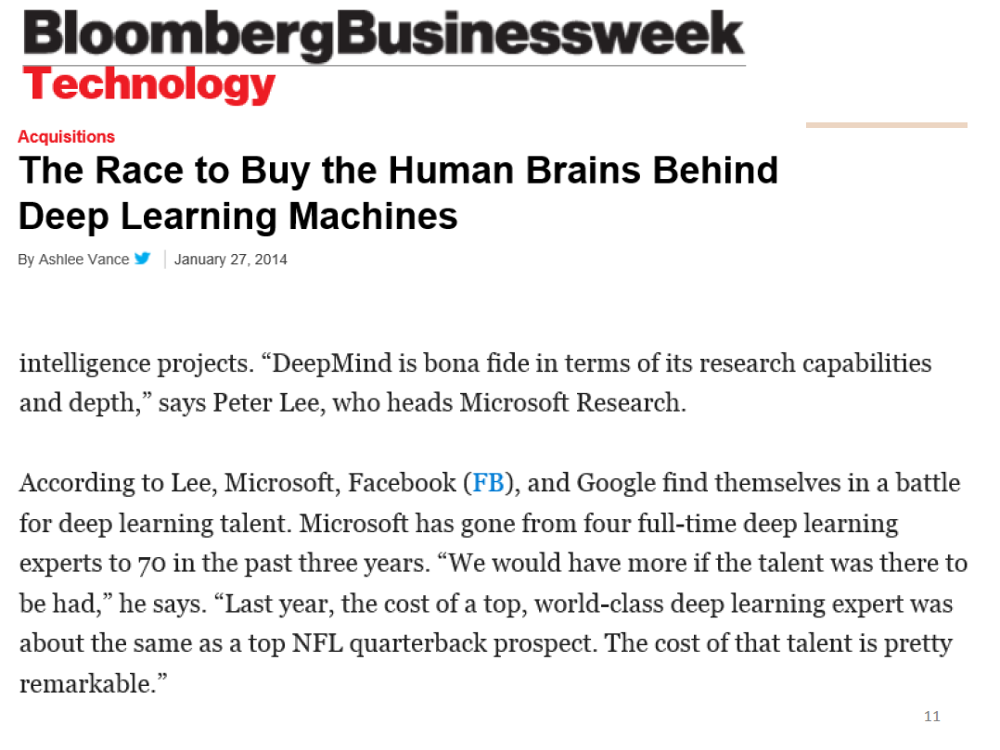 BloombergBusinessweek
Technology
Acquisitions
The Race to Buy the Human Brains Behind
Deep Learning Machines
By Ashlee Vance | January 27, 2014
intelligence projects. “DeepMind is bona fide in terms of its research capabilities
and depth,” says Peter Lee, who heads Microsoft Research.
According to Lee, Microsoft, Facebook (FB), and Google find themselves in a battle
for deep learning talent. Microsoft has gone from four full-time deep learning
experts to 70 in the past three years. “We would have more if the talent was there to
be had,” he says. “Last year, the cost of a top, world-class deep learning expert was
about the same as a top NFL quarterback prospect. The cost of that talent is pretty
remarkable.”
11